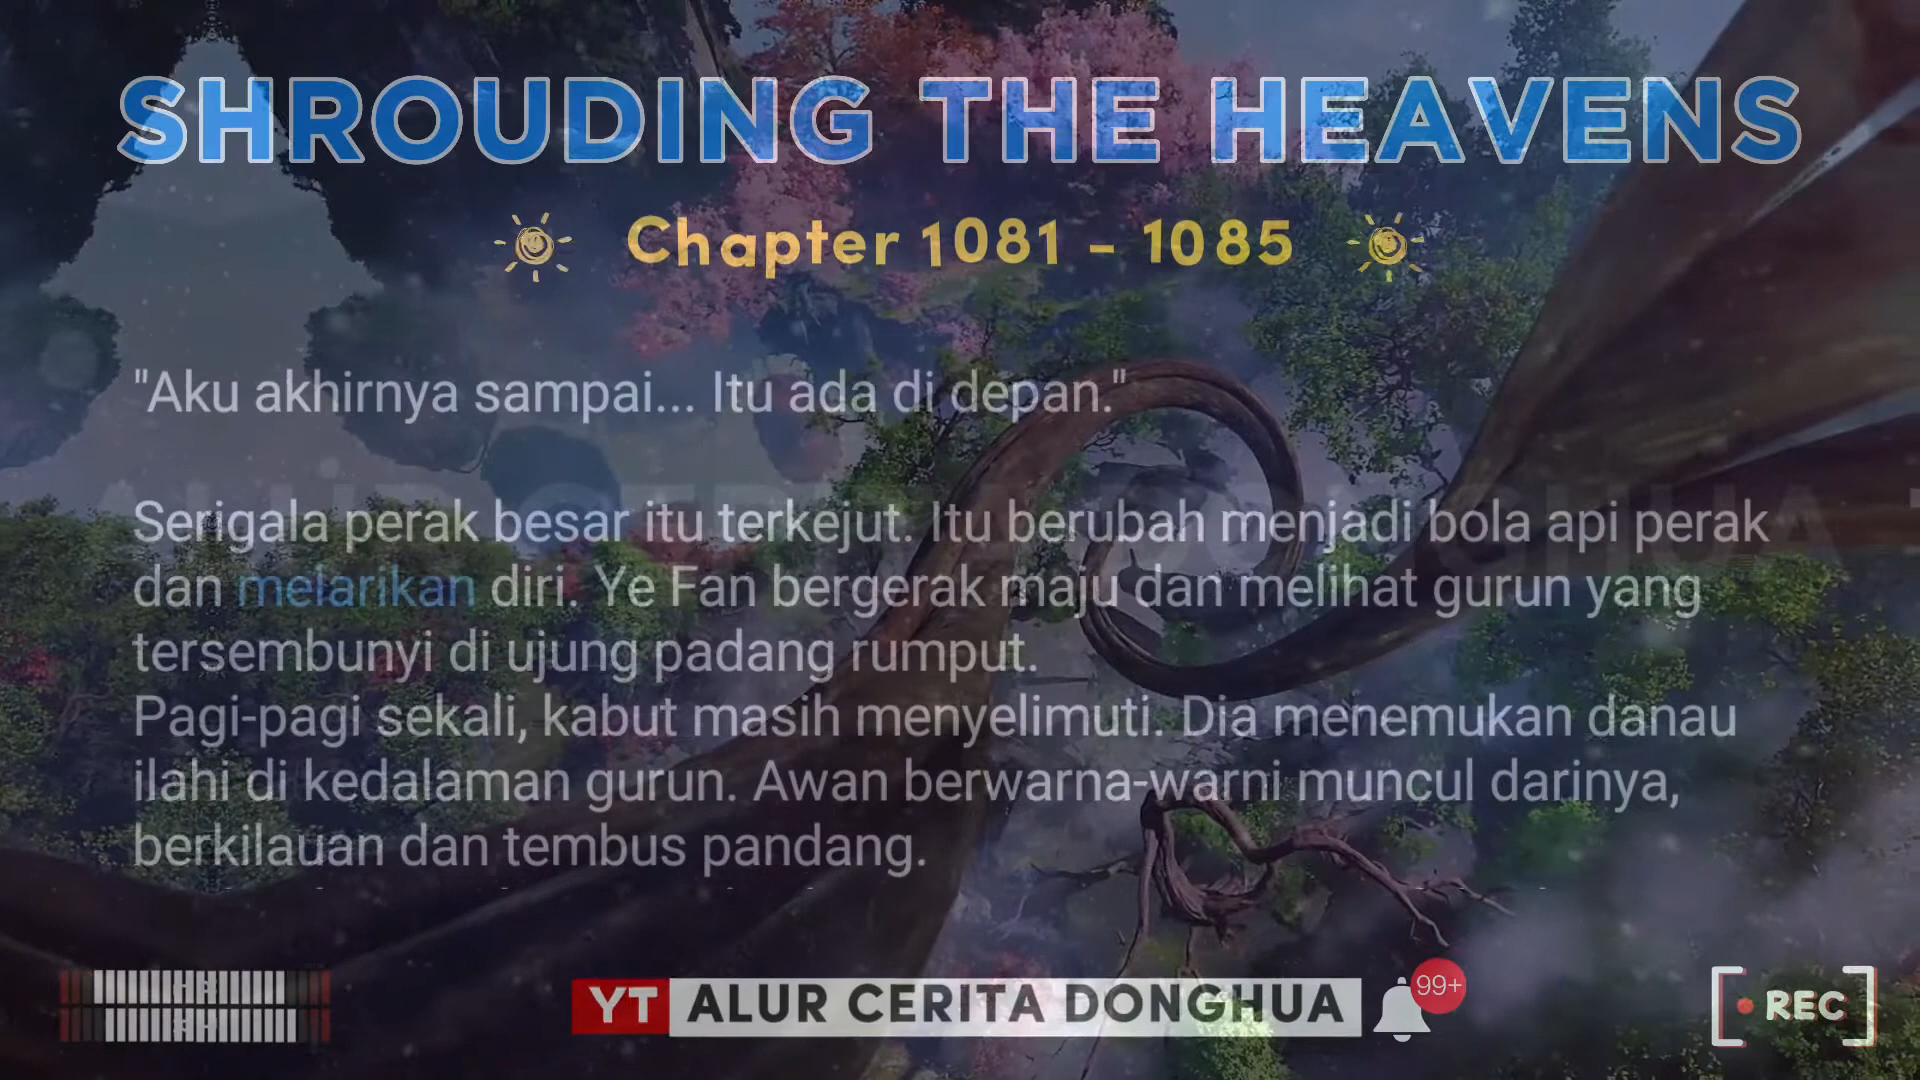 SHROUDING THE HEAVENS
Chapter 1081 - 1085
"Aku akhirnya sampai... Itu ada di depan."
Serigala perak besar itu terkejut. Itu berubah menjadi bola api perak
dan melarikan diri. Ye Fan bergerak maju dan melihat gurun yang
tersembunyi di ujung padang rumput.
Pagi-pagi sekali, kabut masih menyelimuti. Dia menemukan danau
ilahi di kedalaman gurun. Awan berwarna-warni muncul darinya,
berkilauan dan tembus pandang.
YT ALUR CERITA DONGHUA
99+
REC